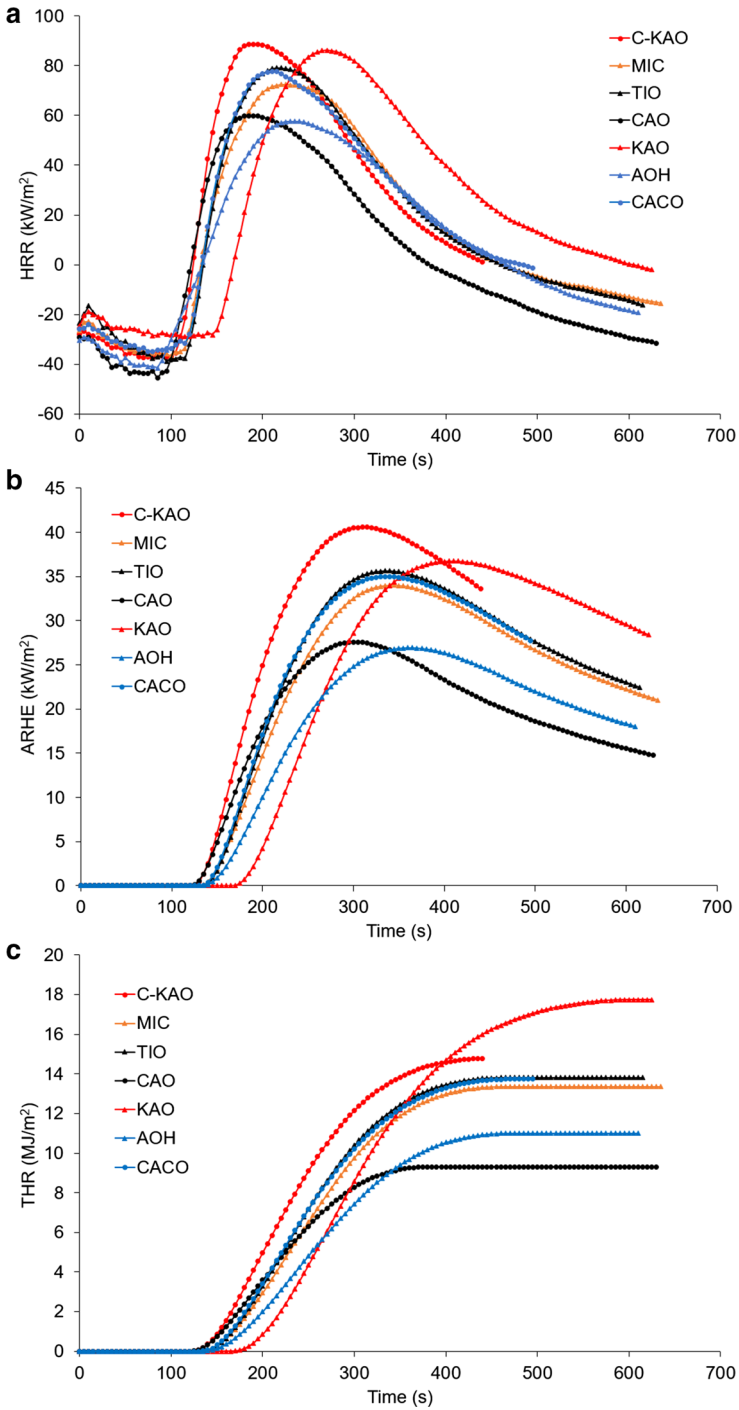 a
100
80
60
40
20
0
-20
-40
-60
HRR (kW/m2)
0 100 200 300 400 500 600 700
Time (s)
C-KAO
MIC
TIO
CAO
KAO
AOH
CACO
b
45
40
35
30
25
20
15
10
5
0
ARHE (kW/m2)
0 100 200 300 400 500 600 700
Time (s)
C-KAO
MIC
TIO
CAO
KAO
AOH
CACO
c
20
18
16
14
12
10
8
6
4
2
0
THR (MJ/m2)
0 100 200 300 400 500 600 700
Time (s)
C-KAO
MIC
TIO
CAO
KAO
AOH
CACO